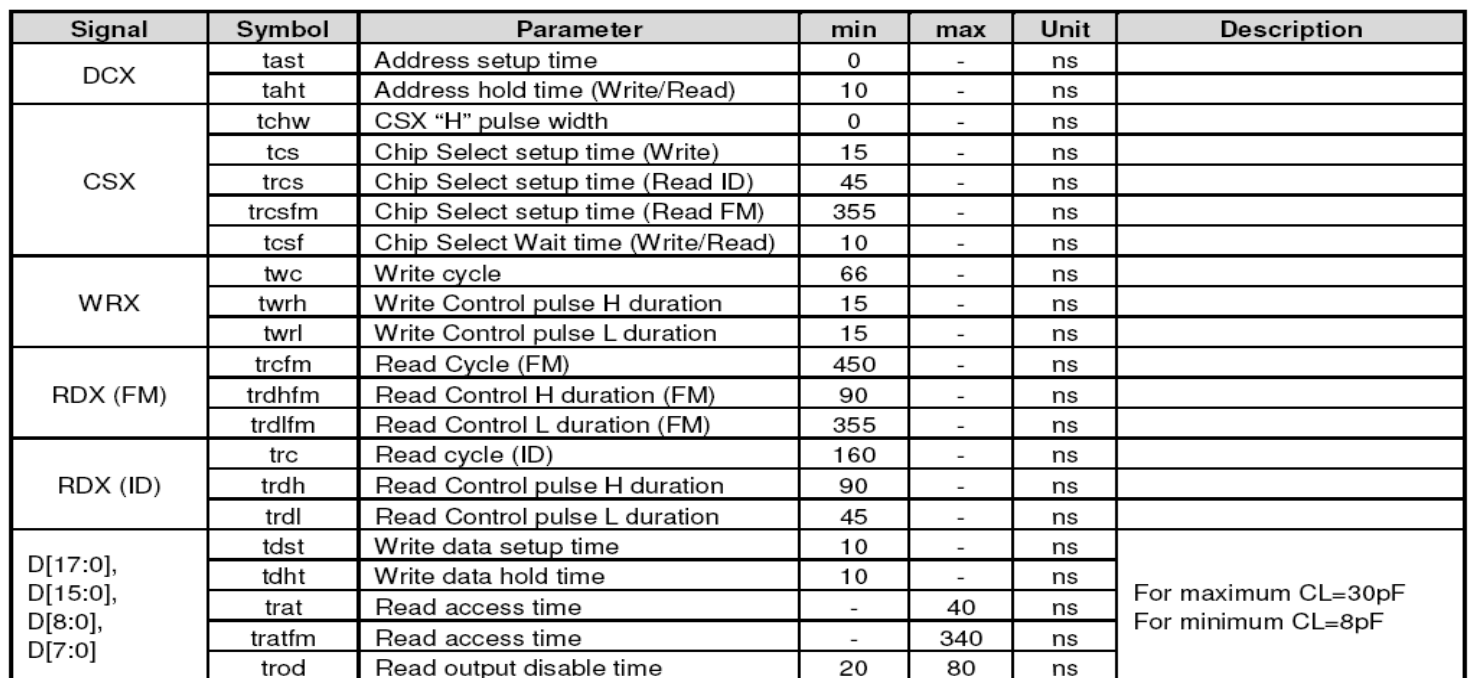 Signal Symbol Parameter min max Unit Description
DCX tast Address setup time 0 - ns
taht Address hold time (Write/Read) 10 - ns
CSX tchw CSX “H” pulse width 0 - ns
tcs Chip Select setup time (Write) 15 - ns
trcs Chip Select setup time (Read ID) 45 - ns
trcsfm Chip Select setup time (Read FM) 355 - ns
tcsf Chip Select Wait time (Write/Read) 10 - ns
WRX twc Write cycle 66 - ns
twrh Write Control pulse H duration 15 - ns
twrl Write Control pulse L duration 15 - ns
RDX (FM) trcfm Read Cycle (FM) 450 - ns
trdhfm Read Control H duration (FM) 90 - ns
trdlfm Read Control L duration (FM) 355 - ns
RDX (ID) trc Read cycle (ID) 160 - ns
trdh Read Control pulse H duration 90 - ns
trdl Read Control pulse L duration 45 - ns
D[17:0], tdst Write data setup time 10 - ns
D[15:0], tdht Write data hold time 10 - ns For maximum CL=30pF
D[8:0], trat Read access time - 40 ns For minimum CL=8pF
D[7:0] tratfm Read access time - 340 ns
trod Read output disable time 20 80 ns